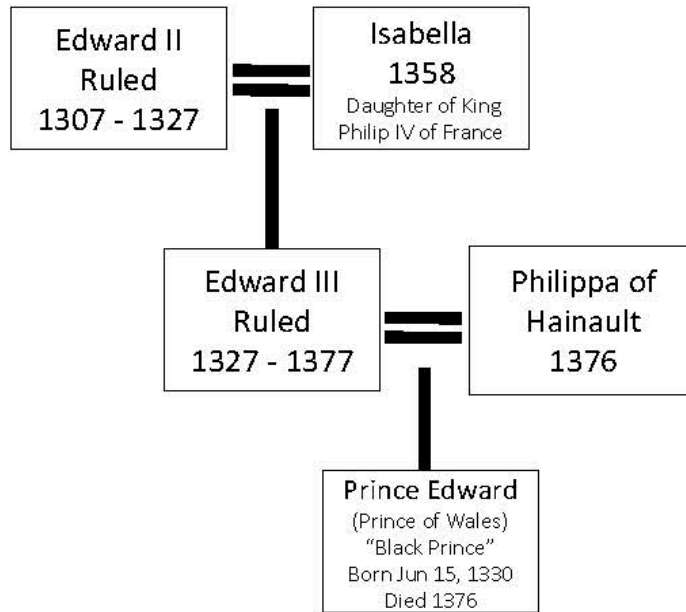 Edward II
Ruled
1307 - 1327
Isabella
1358
Daughter of King
Philip IV of France
Edward III
Ruled
1327 - 1377
Philippa of
Hainault
1376
Prince Edward
(Prince of Wales)
“Black Prince”
Born Jun 15, 1330
Died 1376